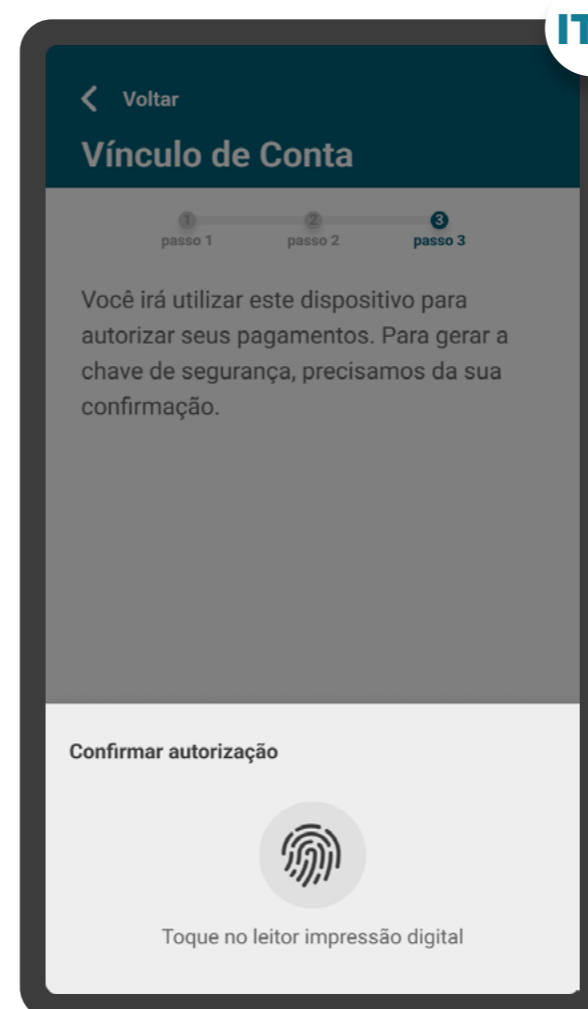 IT
Voltar
Vínculo de Conta
1 2 3
passo 1 passo 2 passo 3
Você irá utilizar este dispositivo para
autorizar seus pagamentos. Para gerar a
chave de segurança, precisamos da sua
confirmação.
Confirmar autorização
Toque no leitor impressão digital